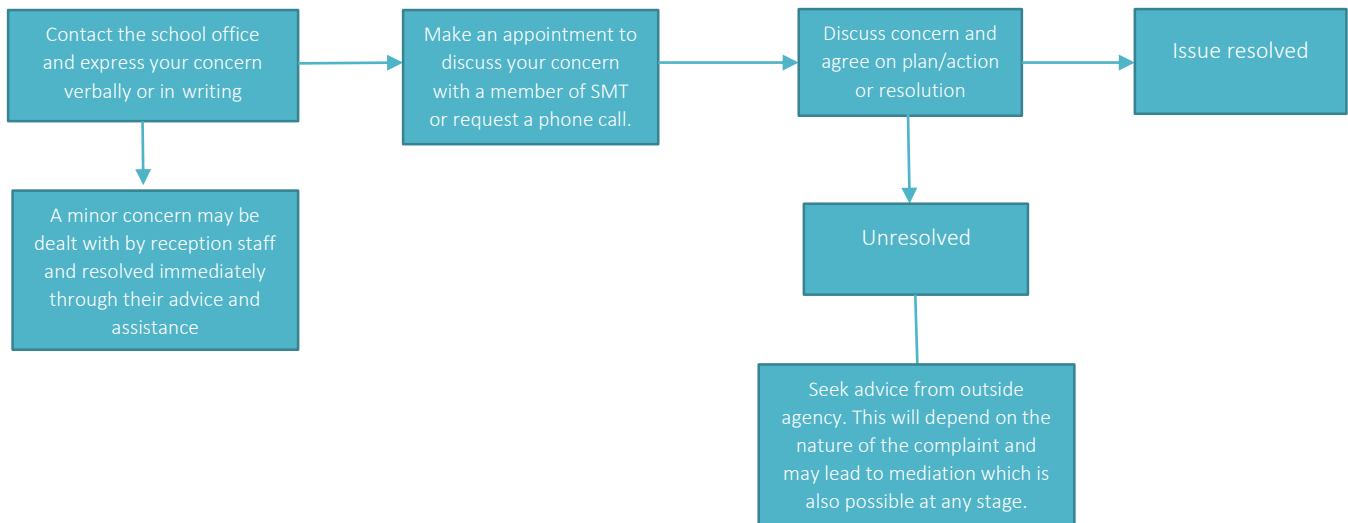 Contact the school office
and express your concern
verbally or in writing
Make an appointment to
discuss your concern
with a member of SMT
or request a phone call.
Discuss concern and
agree on plan/action
or resolution
Issue resolved
A minor concern may be
dealt with by reception staff
and resolved immediately
through their advice and
assistance
Unresolved
Seek advice from outside
agency. This will depend on the
nature of the complaint and
may lead to mediation which is
also possible at any stage.